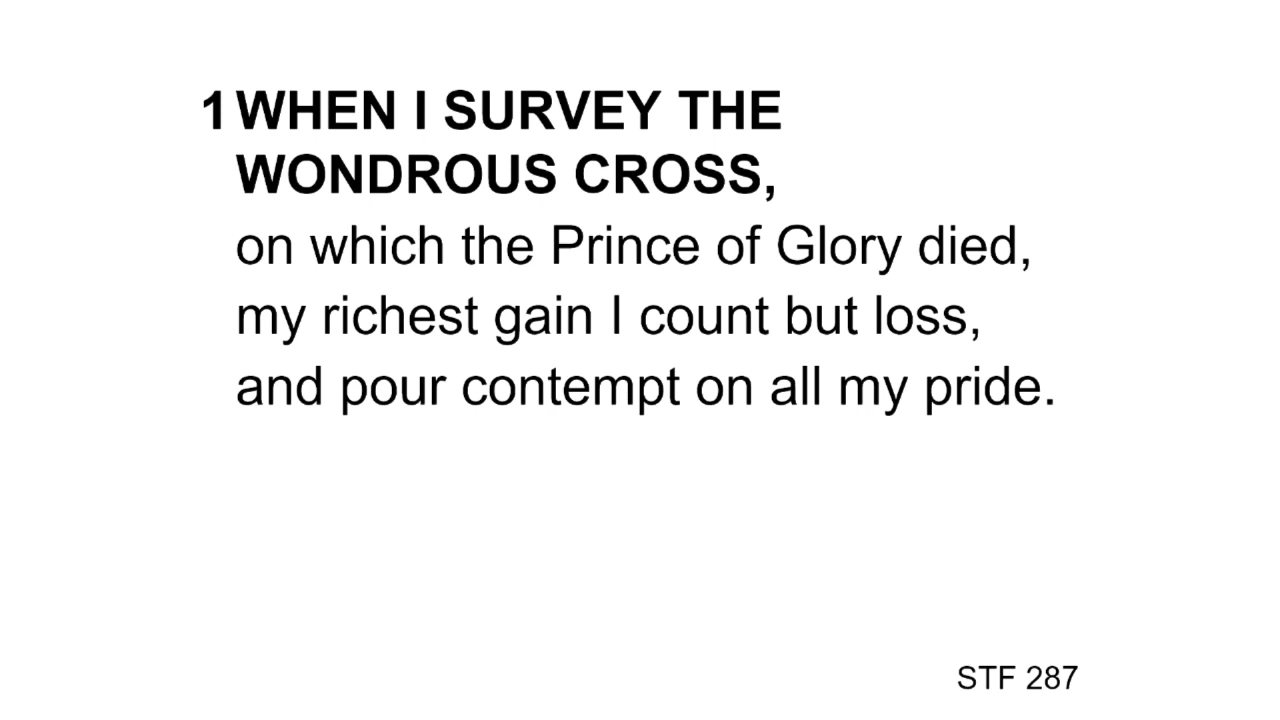 1 WHEN I SURVEY THE
WONDROUS CROSS,
on which the Prince of Glory died,
my richest gain I count but loss,
and pour contempt on all my pride.
STF 287